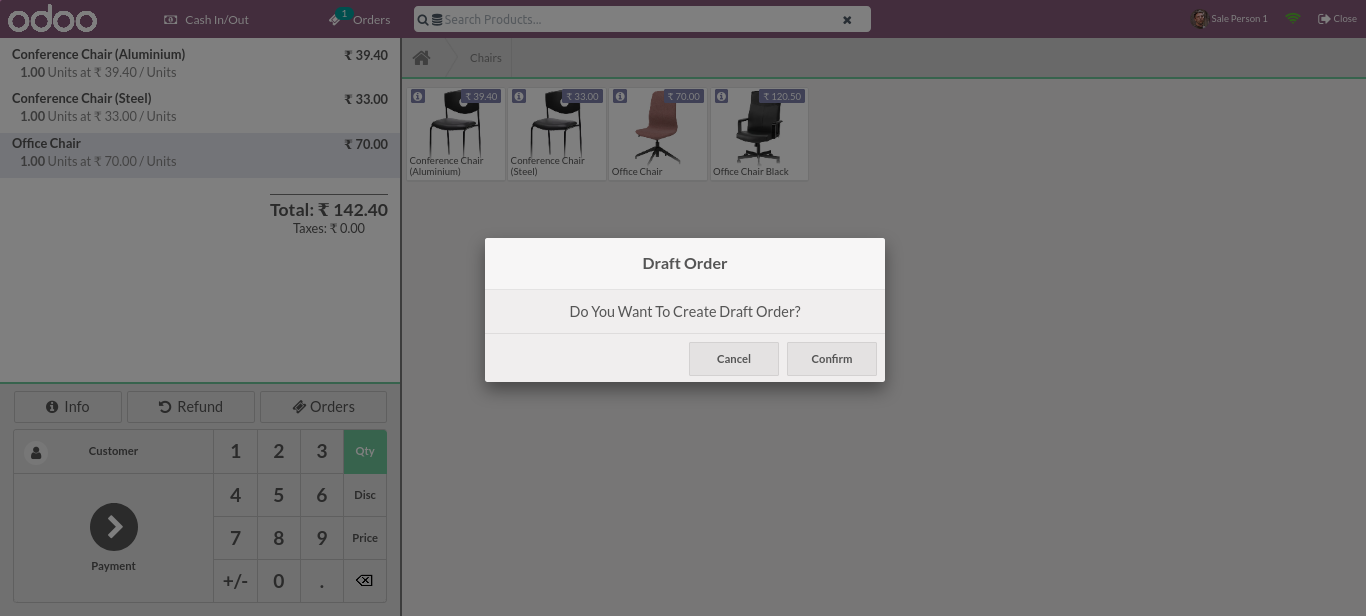 odoo
Cash In/Out
1
Orders
Search Products...
Sale Person 1
Close
Conference Chair (Aluminium) ₹ 39.40
1.00 Units at ₹ 39.40 / Units
Conference Chair (Steel) ₹ 33.00
1.00 Units at ₹ 33.00 / Units
Office Chair ₹ 70.00
1.00 Units at ₹ 70.00 / Units
Total: ₹ 142.40
Taxes: ₹ 0.00
Chairs
₹ 39.40
Conference Chair
(Aluminium)
₹ 33.00
Conference Chair
(Steel)
₹ 70.00
Office Chair
₹ 120.50
Office Chair Black
Draft Order
Do You Want To Create Draft Order?
Cancel Confirm
Info Refund Orders
Customer 1 2 3 Qty
4 5 6 Disc
7 8 9 Price
Payment
+/- 0 .